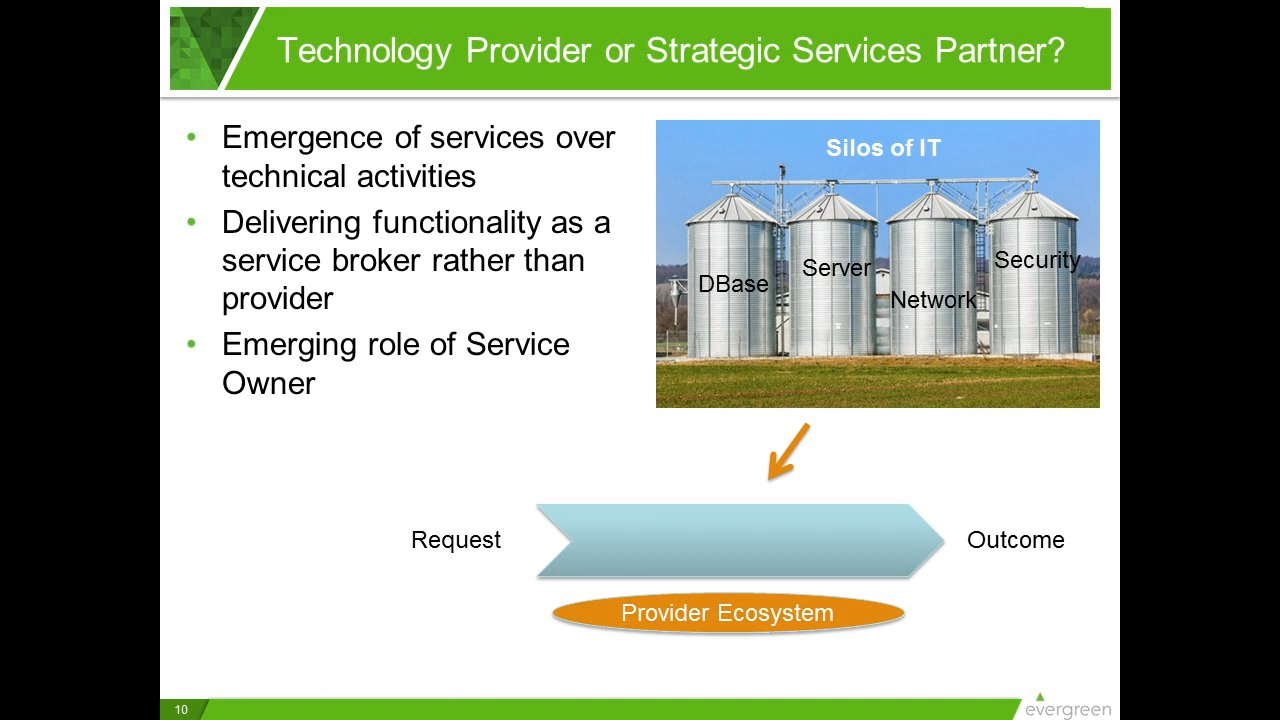 Technology Provider or Strategic Services Partner?
• Emergence of services over
technical activities
• Delivering functionality as a
service broker rather than
provider
• Emerging role of Service
Owner
Silos of IT
DBase
Server
Network
Security
Request
Outcome
Provider Ecosystem
10
evergreen